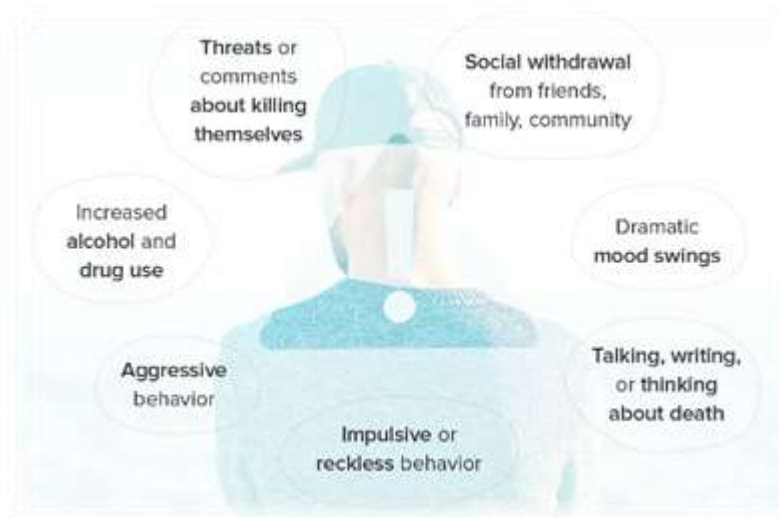 Threats or
comments
about killing
themselves
Social withdrawal
from friends,
family, community
Increased
alcohol and
drug use
Dramatic
mood swings
Aggressive
behavior
Talking, writing,
or thinking
about death
Impulsive or
reckless behavior